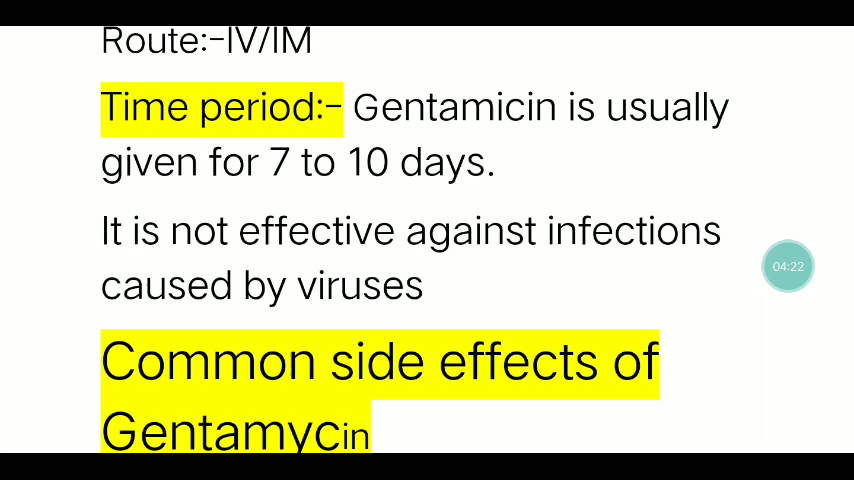 Route:-IV/IM
Time period:- Gentamicin is usually
given for 7 to 10 days.
It is not effective against infections
caused by viruses
04:22
Common side effects of
Gentamycin